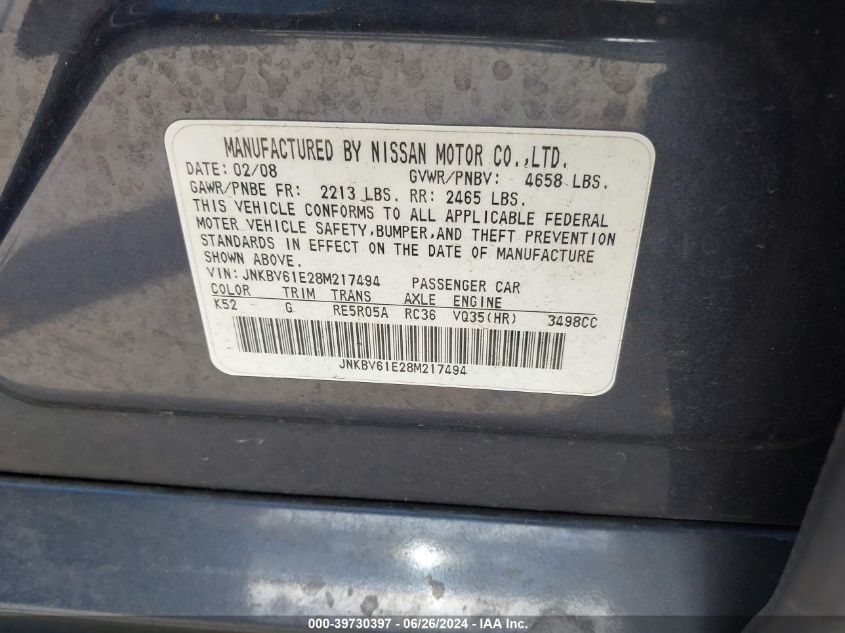 MANUFACTURED BY NISSAN MOTOR CO.,LTD.
DATE: 02/08 GVWR/PNBV: 4658 LBS.
GAWR/PNBE FR: 2213 LBS. RR: 2465 LBS.
THIS VEHICLE CONFORMS TO ALL APPLICABLE FEDERAL
MOTER VEHICLE SAFETY,BUMPER,AND THEFT PREVENTION
STANDARDS IN EFFECT ON THE DATE OF MANUFACTURE
SHOWN ABOVE.
VIN: JNKBV61E28M217494 PASSENGER CAR
COLOR TRIM TRANS AXLE ENGINE
K52 G RE5R05A RC36 VQ35(HR) 3498CC
JNKBV61E28M217494
000-39730397 - 06/26/2024 - IAA Inc.